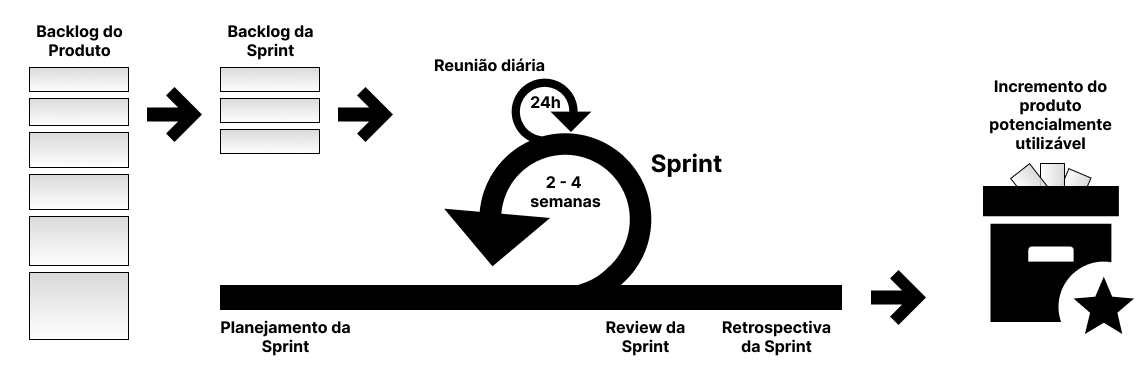 Backlog do
Produto
Backlog da
Sprint
Reunião diária
24h
Sprint
2 - 4
semanas
Planejamento da
Sprint
Review da
Sprint
Retrospectiva
da Sprint
Incremento do
produto
potencialmente
utilizável